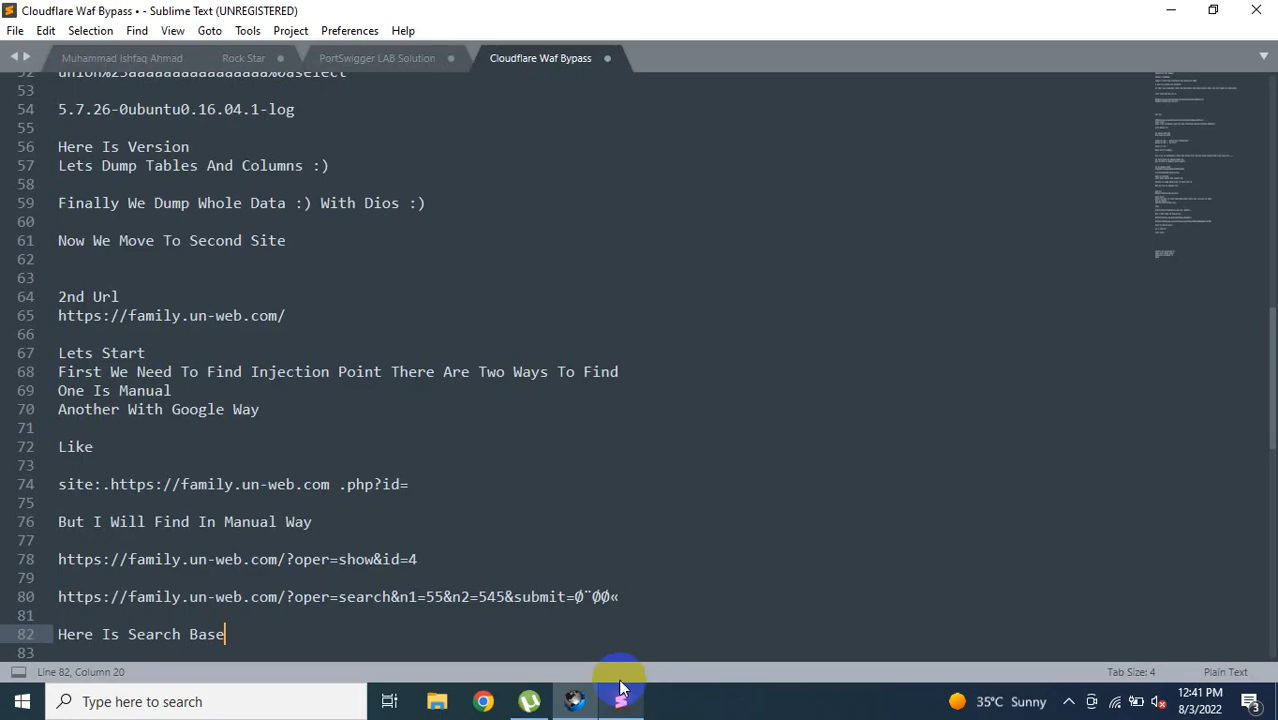 Cloudflare Waf Bypass • - Sublime Text (UNREGISTERED)
File Edit Selection Find View Goto Tools Project Preferences Help
Muhammad Ishfaq Ahmad Rock Star PortSwigger LAB Solution Cloudflare Waf Bypass
52
53
54 5.7.26-0ubuntu0.16.04.1-log
55
56 Here Is Version
57 Lets Dump Tables And Columns :)
58
59 Finally We Dump Whole Data :) With Dios :)
60
61 Now We Move To Second Site
62
63
64 2nd Url
65 https://family.un-web.com/
66
67 Lets Start
68 First We Need To Find Injection Point There Are Two Ways To Find
69 One Is Manual
70 Another With Google Way
71
72 Like
73
74 site:.https://family.un-web.com .php?id=
75
76 But I Will Find In Manual Way
77
78 https://family.un-web.com/?oper=show&id=4
79
80 https://family.un-web.com/?oper=search&n1=55&n2=545&submit=Ø¨ØØ«
81
82 Here Is Search Base
83
Line 82, Column 20 Tab Size: 4 Plain Text
Type here to search 35°C Sunny 12:41 PM
8/3/2022 3